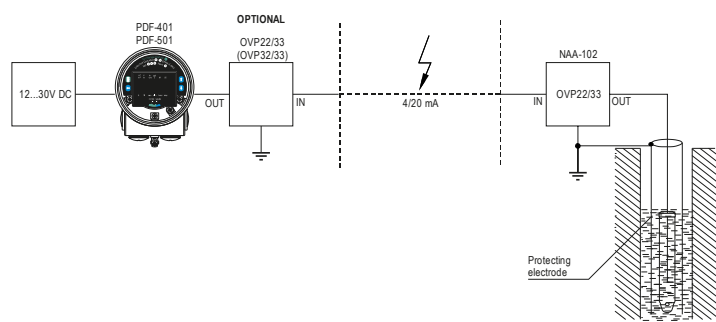 OPTIONAL
PDF-401
PDF-501
OVP22/33
(OVP32/33)
NAA-102
12...30V DC
OUT
IN
4/20 mA
IN
OVP22/33
OUT
Protecting
electrode